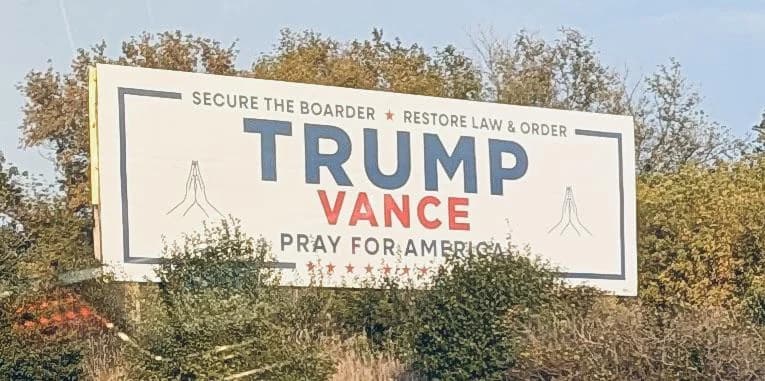 SECURE THE BOARDER ★ RESTORE LAW & ORDER
TRUMP
VANCE
PRAY FOR AMERICA